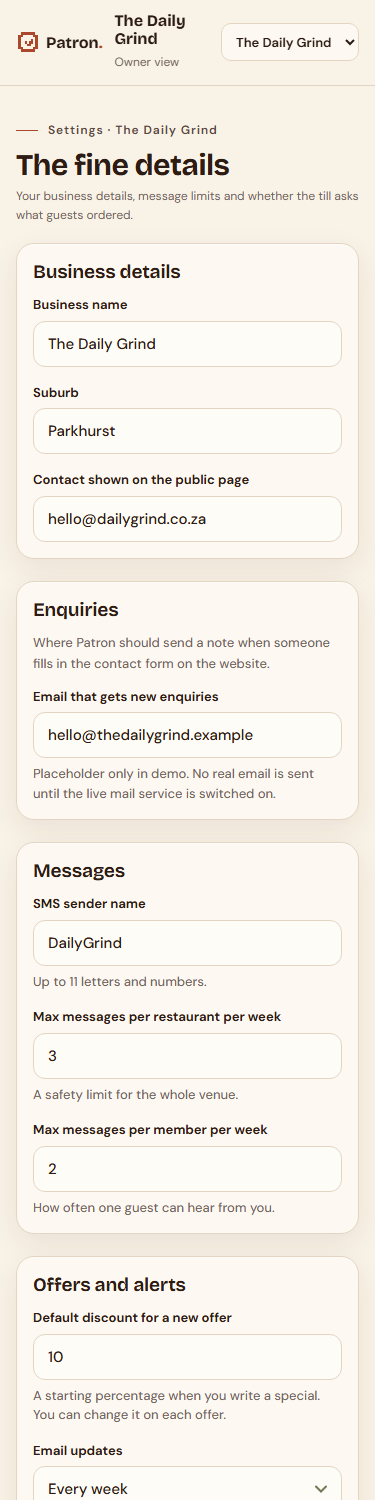 Patron.
The Daily
Grind
Owner view
The Daily Grind
Settings · The Daily Grind
The fine details
Your business details, message limits and whether the till asks
what guests ordered.
Business details
Business name
The Daily Grind
Suburb
Parkhurst
Contact shown on the public page
hello@dailygrind.co.za
Enquiries
Where Patron should send a note when someone
fills in the contact form on the website.
Email that gets new enquiries
hello@thedailygrind.example
Placeholder only in demo. No real email is sent
until the live mail service is switched on.
Messages
SMS sender name
DailyGrind
Up to 11 letters and numbers.
Max messages per restaurant per week
3
A safety limit for the whole venue.
Max messages per member per week
2
How often one guest can hear from you.
Offers and alerts
Default discount for a new offer
10
A starting percentage when you write a special.
You can change it on each offer.
Email updates
Every week